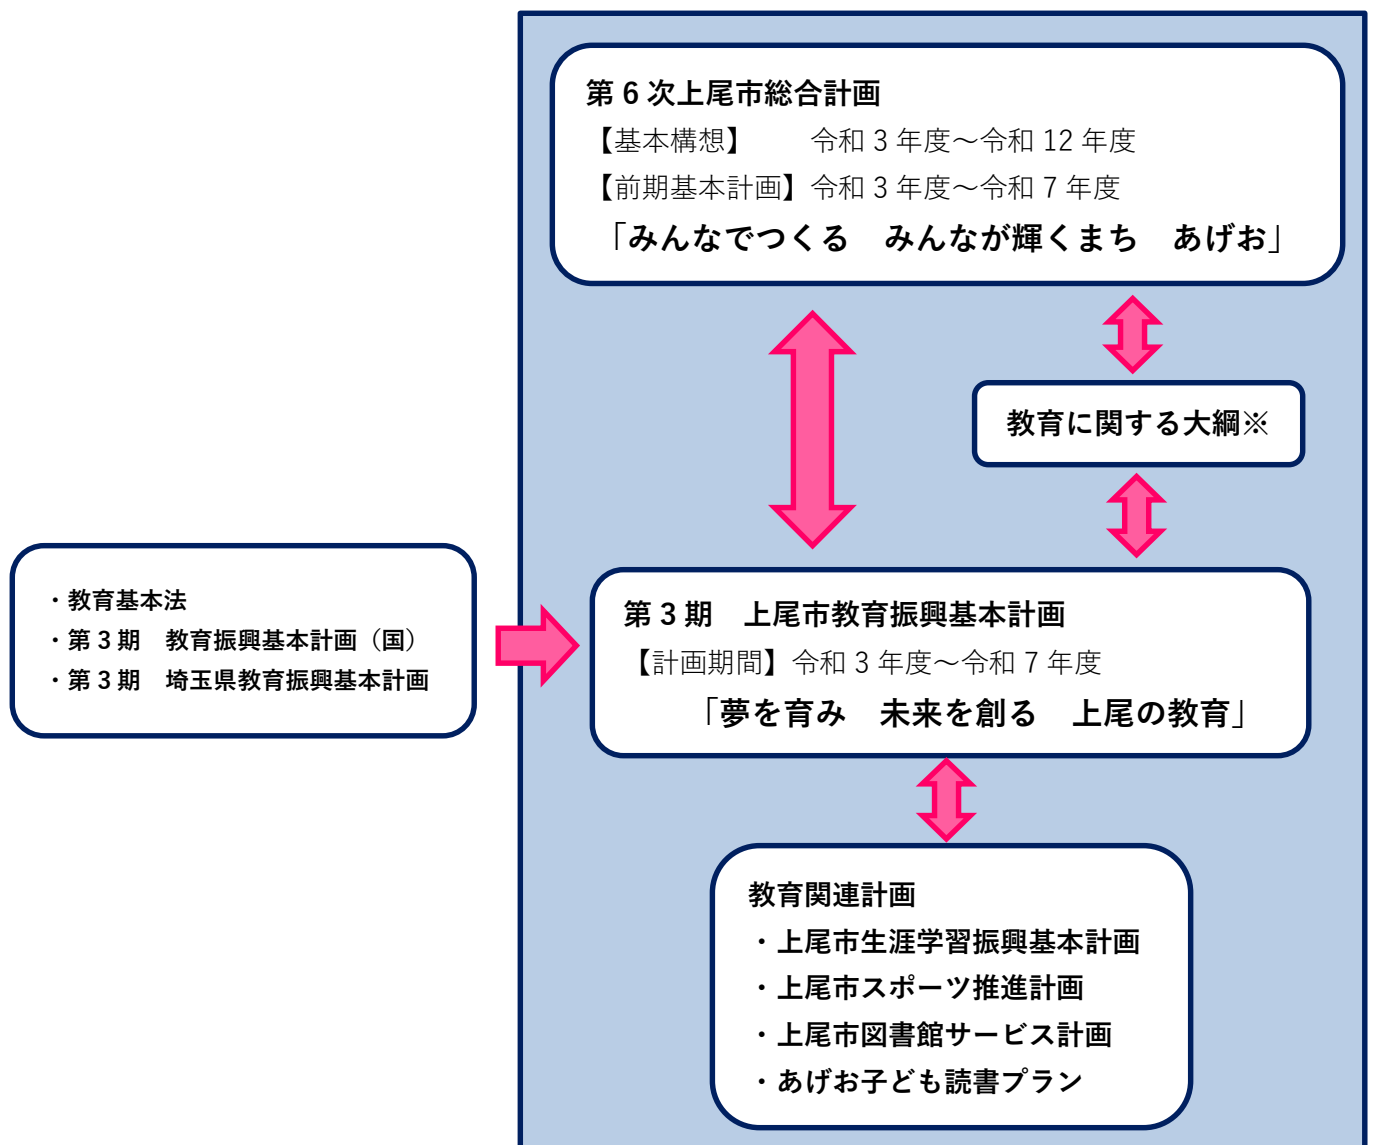 第 6 次上尾市総合計画
【基本構想】　　令和 3 年度～令和 12 年度
【前期基本計画】令和 3 年度～令和 7 年度
「みんなでつくる　みんなが輝くまち　あげお」
教育に関する大綱※
・教育基本法
・第 3 期　教育振興基本計画（国）
・第 3 期　埼玉県教育振興基本計画
第 3 期　上尾市教育振興基本計画
【計画期間】令和 3 年度～令和 7 年度
「夢を育み　未来を創る　上尾の教育」
教育関連計画
・上尾市生涯学習振興基本計画
・上尾市スポーツ推進計画
・上尾市図書館サービス計画
・あげお子ども読書プラン